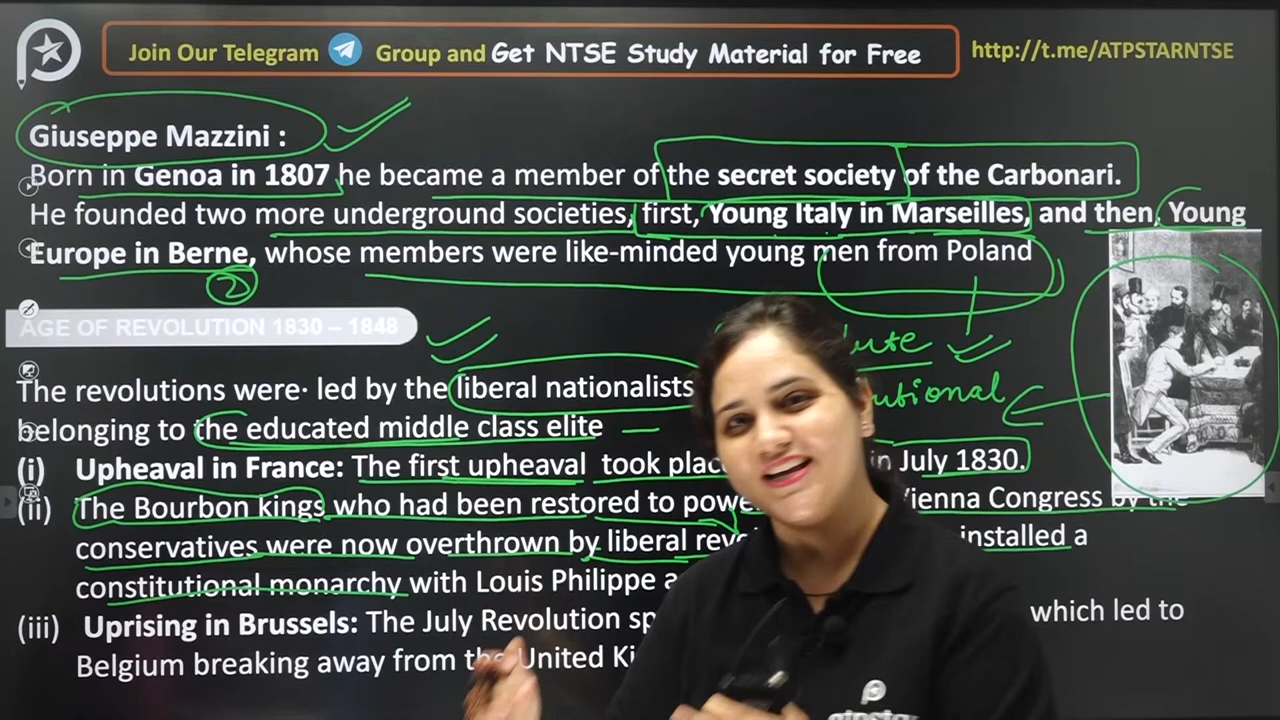 Join Our Telegram Group and Get NTSE Study Material for Free
http://t.me/ATPSTARNTSE
Giuseppe Mazzini :
Born in Genoa in 1807 he became a member of the secret society of the Carbonari.
He founded two more underground societies, first, Young Italy in Marseilles, and then, Young
Europe in Berne, whose members were like-minded young men from Poland
2
AGE OF REVOLUTION 1830 – 1848
The revolutions were· led by the liberal nationalists
belonging to the educated middle class elite
(i) Upheaval in France: The first upheaval took in July 1830.
(ii) The Bourbon kings who had been restored to Vienna Congress by the
conservatives were now overthrown by liberal installed a
constitutional monarchy with Louis Philippe
(iii) Uprising in Brussels: The July Revolution which led to
Belgium breaking away from the United